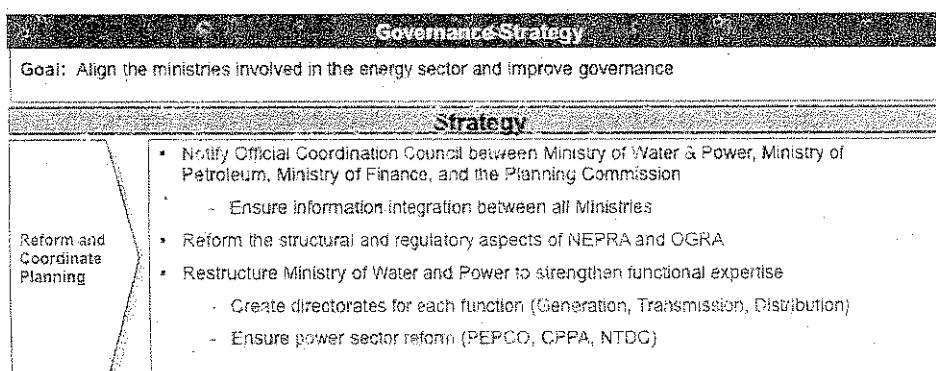 Governance Strategy
Goal: Align the ministries involved in the energy sector and improve governance
Strategy
Reform and
Coordinate
Planning
• Notify Official Coordination Council between Ministry of Water & Power, Ministry of
Petroleum, Ministry of Finance, and the Planning Commission
- Ensure information integration between all Ministries
• Reform the structural and regulatory aspects of NEPRA and OGRA
• Restructure Ministry of Water and Power to strengthen functional expertise
- Create directorates for each function (Generation, Transmission, Distribution)
- Ensure power sector reform (PEPCO, CPPA, NTDC)